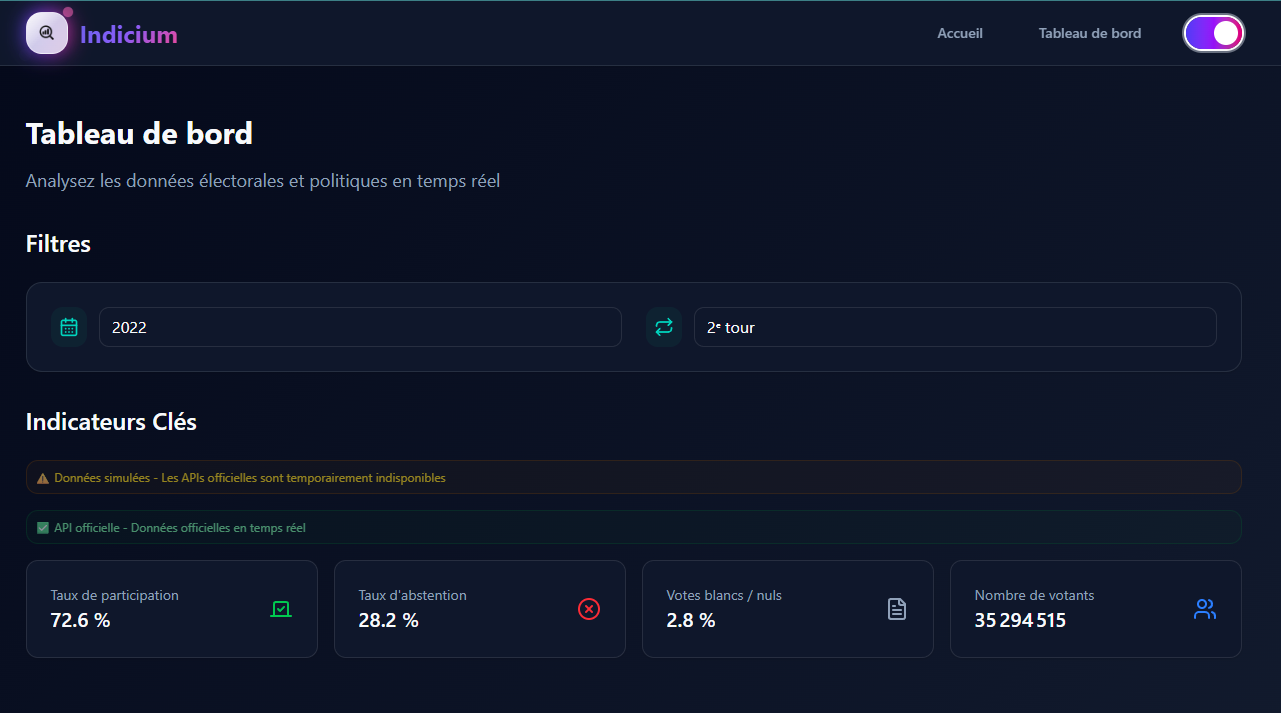 Indicium
Accueil
Tableau de bord
Tableau de bord
Analysez les données électorales et politiques en temps réel
Filtres
2022
2ᵉ tour
Indicateurs Clés
⚠ Données simulées - Les APIs officielles sont temporairement indisponibles
✅ API officielle - Données officielles en temps réel
Taux de participation
72.6 %
Taux d'abstention
28.2 %
Votes blancs / nuls
2.8 %
Nombre de votants
35 294 515